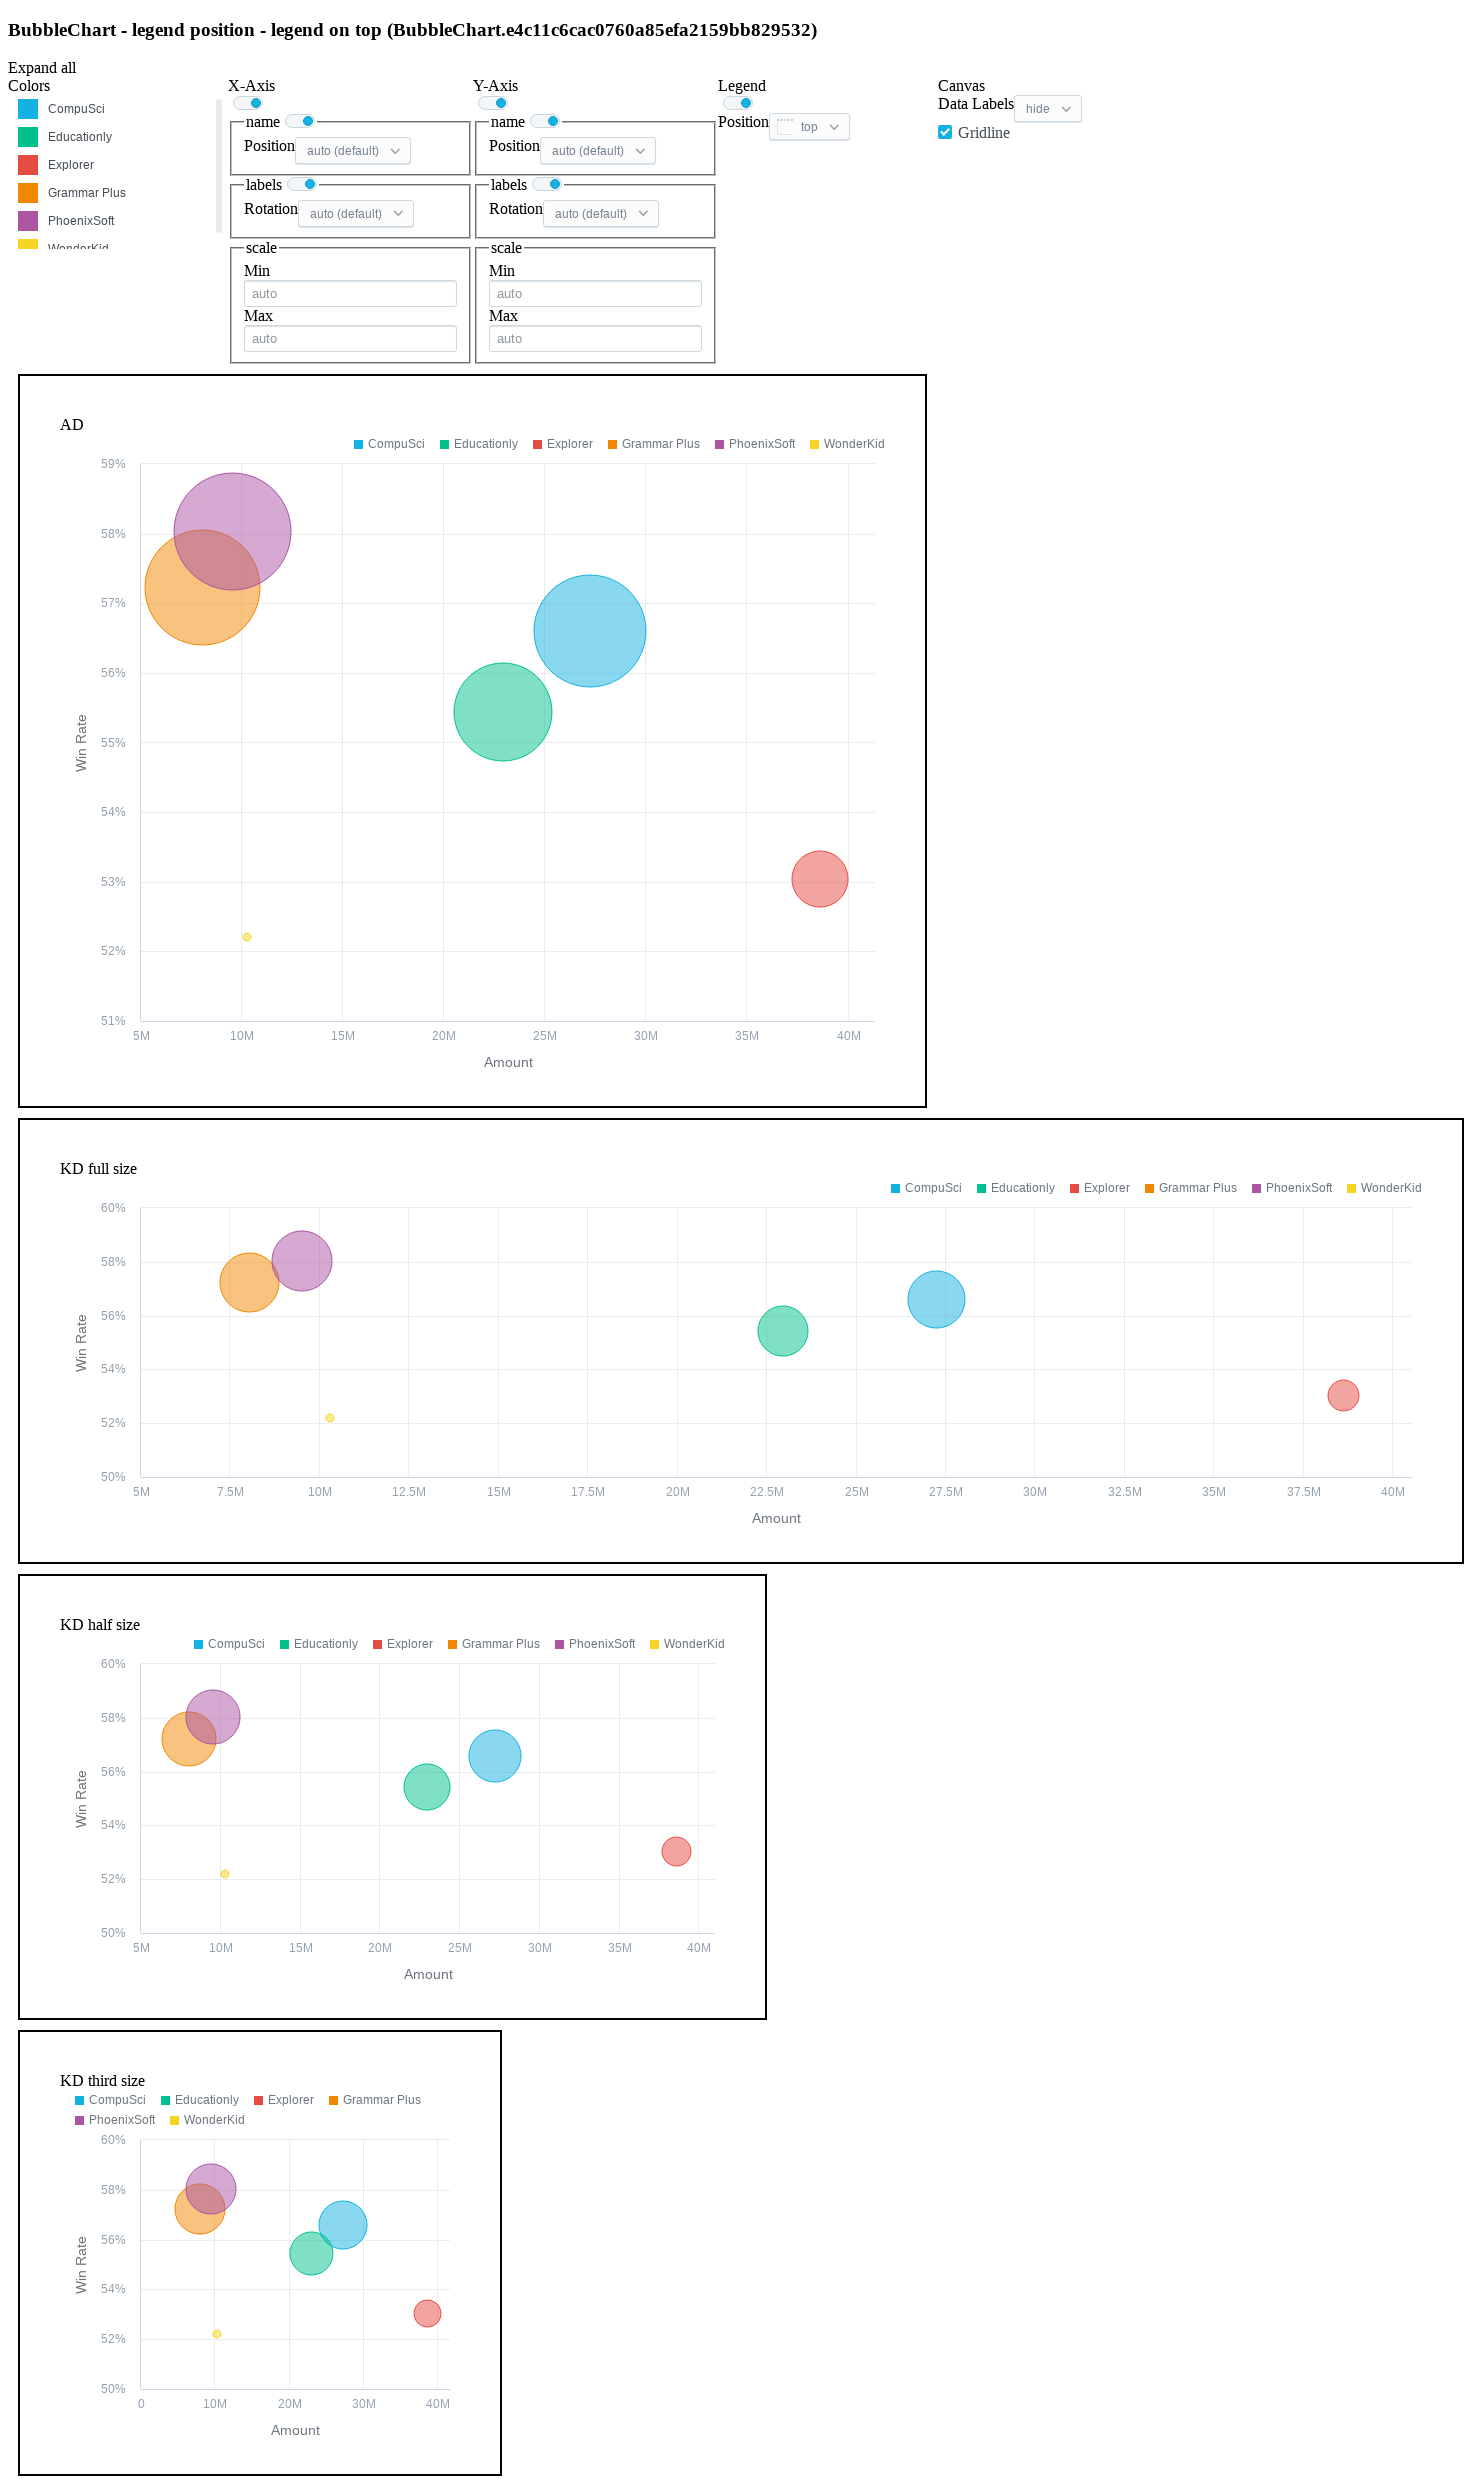 BubbleChart - legend position - legend on top (BubbleChart.e4c11c6cac0760a85efa2159bb829532)
Expand all
Colors
CompuSci
Educationly
Explorer
Grammar Plus
PhoenixSoft
WonderKid
X-Axis
name
Position auto (default)
labels
Rotation auto (default)
scale
Min
auto
Max
auto
Y-Axis
name
Position auto (default)
labels
Rotation auto (default)
scale
Min
auto
Max
auto
Legend
Position top
Canvas
Data Labels hide
Gridline
AD
CompuSci Educationly Explorer Grammar Plus PhoenixSoft WonderKid
59%
58%
57%
56%
55%
54%
53%
52%
51%
Win Rate
5M 10M 15M 20M 25M 30M 35M 40M
Amount
KD full size
CompuSci Educationly Explorer Grammar Plus PhoenixSoft WonderKid
60%
58%
56%
54%
52%
50%
Win Rate
5M 7.5M 10M 12.5M 15M 17.5M 20M 22.5M 25M 27.5M 30M 32.5M 35M 37.5M 40M
Amount
KD half size
CompuSci Educationly Explorer Grammar Plus PhoenixSoft WonderKid
60%
58%
56%
54%
52%
50%
Win Rate
5M 10M 15M 20M 25M 30M 35M 40M
Amount
KD third size
CompuSci Educationly Explorer Grammar Plus
PhoenixSoft WonderKid
60%
58%
56%
54%
52%
50%
Win Rate
0 10M 20M 30M 40M
Amount